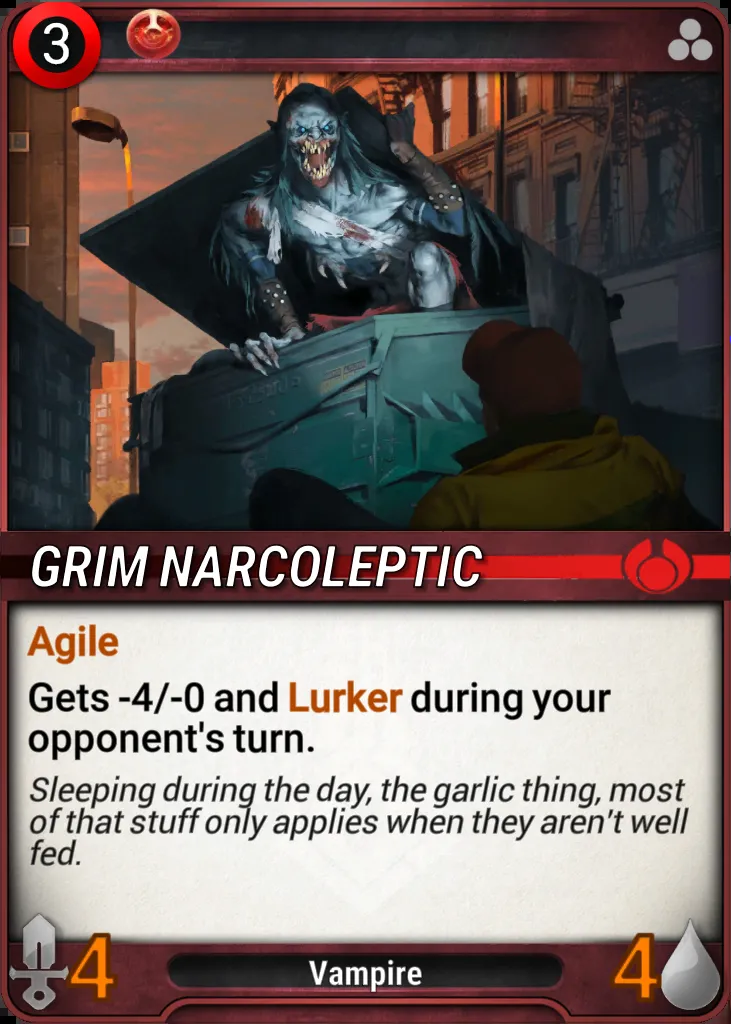 3
GRIM NARCOLEPTIC
Agile
Gets -4/-0 and Lurker during your
opponent's turn.
Sleeping during the day, the garlic thing, most
of that stuff only applies when they aren't well
fed.
4
Vampire
4